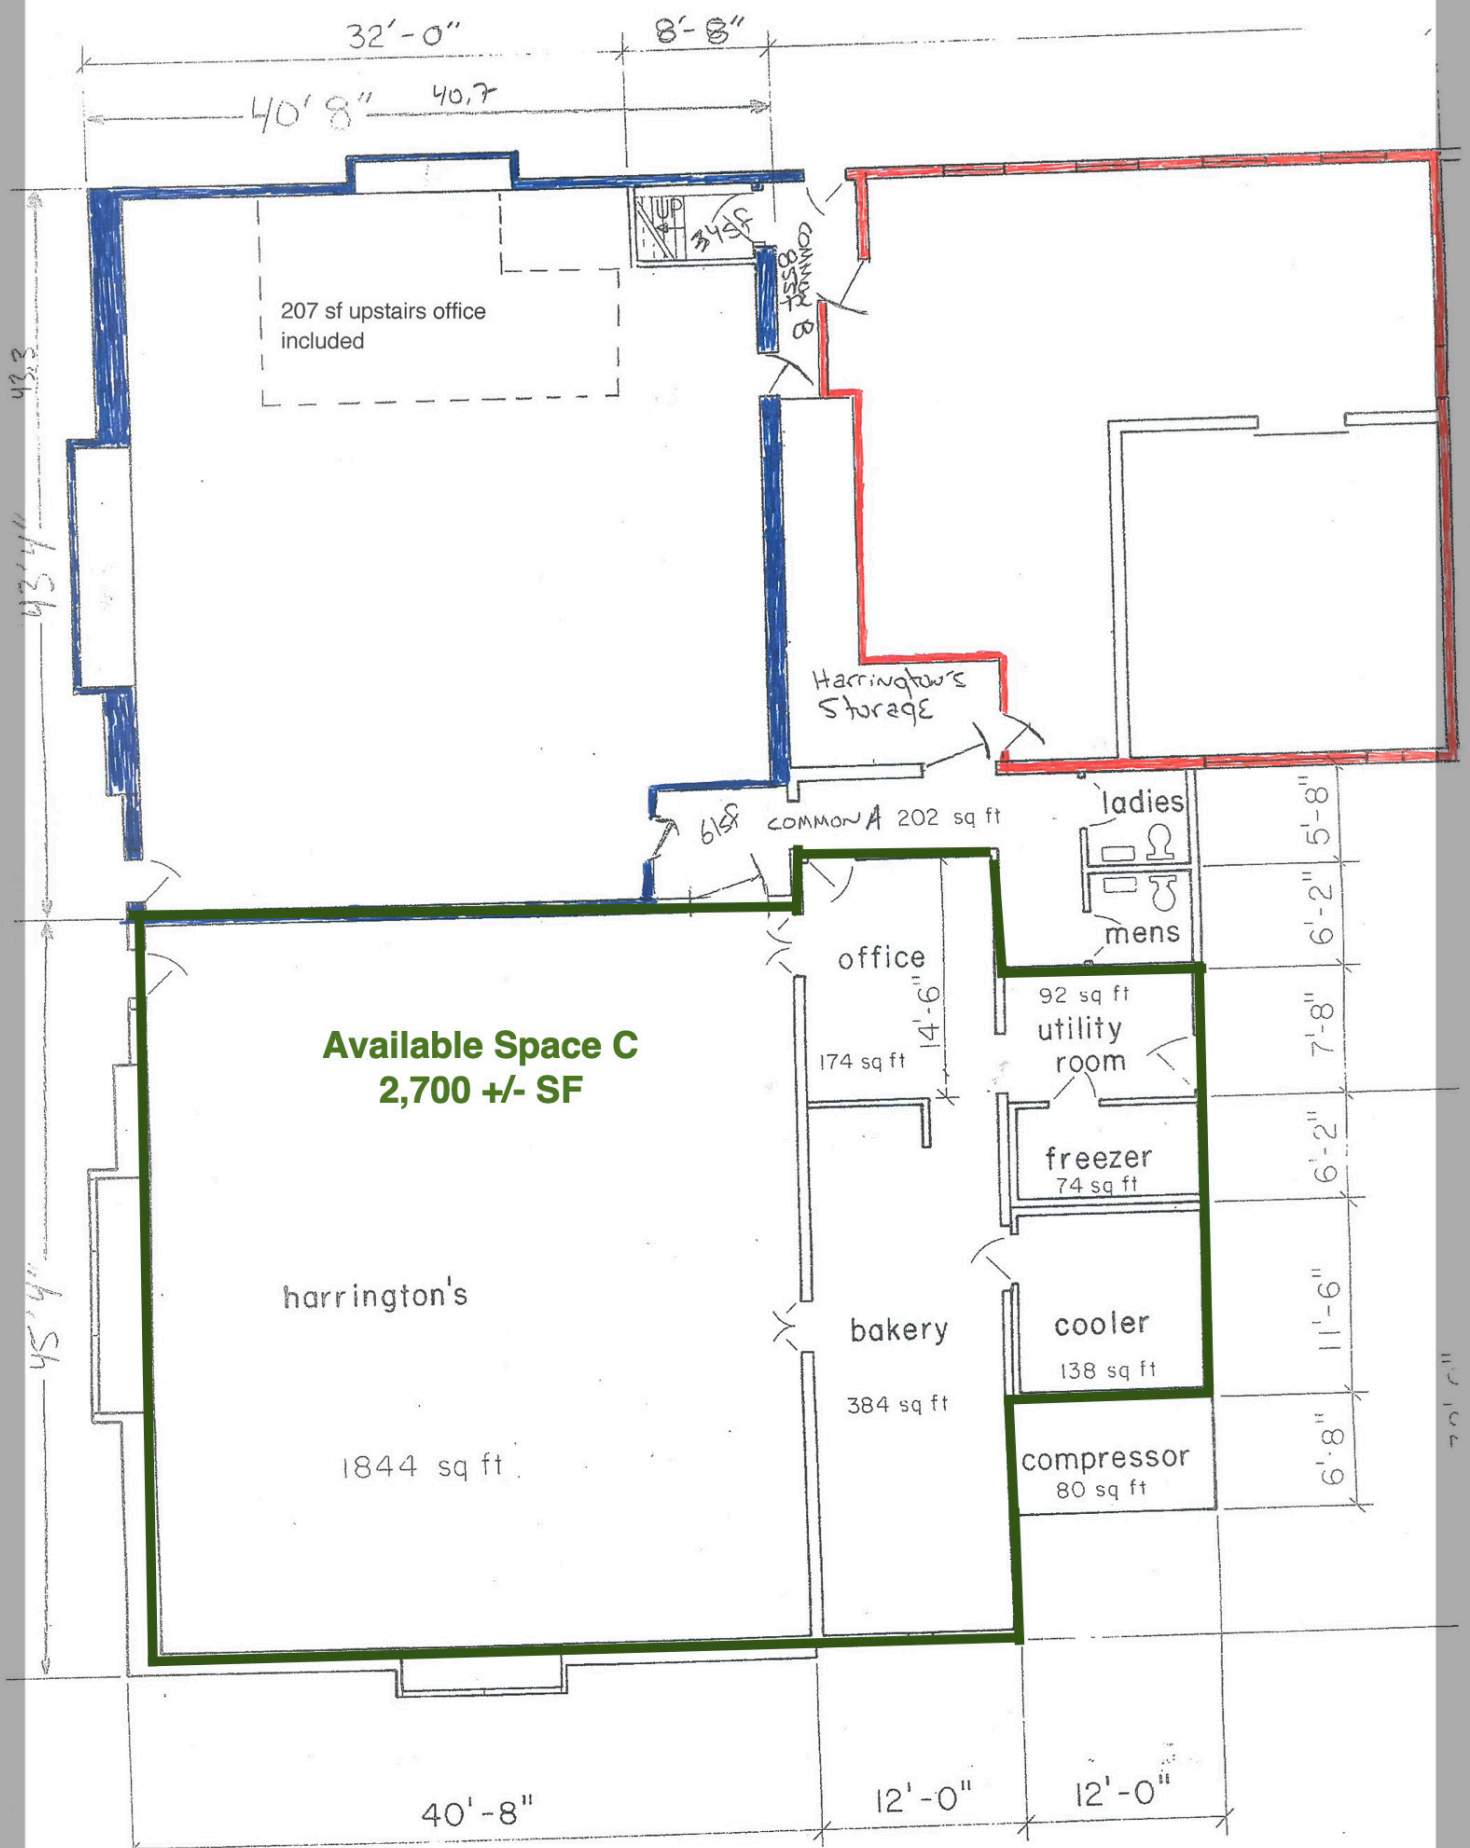 32'-0"
8'-8"
40' 8"
40.7
UP
34sf
COMMON B
85sf
207 sf upstairs office
included
43.3
43'4"
Harrington's
Storage
61sf
COMMON A 202 sq ft
ladies
5'-8"
mens
6'-2"
office
14'-6"
174 sq ft
92 sq ft
utility
room
7'-8"
Available Space C
2,700 +/- SF
freezer
74 sq ft
6'-2"
harrington's
1844 sq ft
45'4"
bakery
384 sq ft
cooler
138 sq ft
11'-6"
compressor
80 sq ft
6'-8"
40'-8"
12'-0"
12'-0"